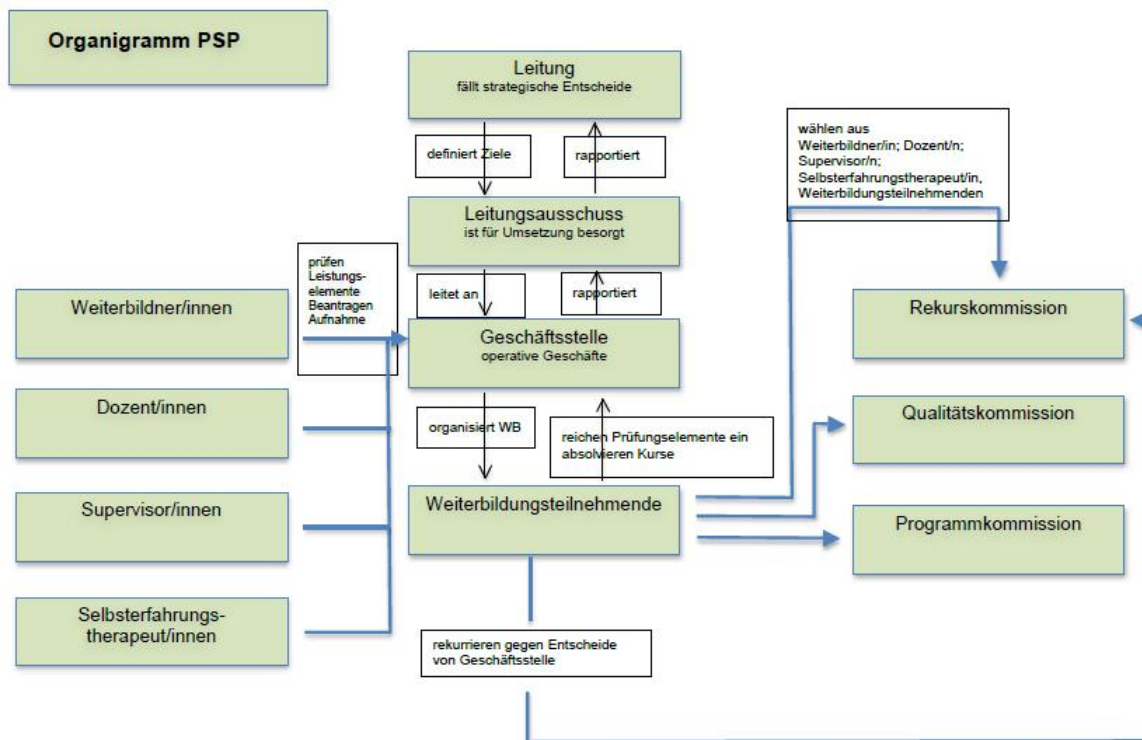 Organigramm PSP
Leitung
fällt strategische Entscheide
definiert Ziele
rapportiert
wählen aus
Weiterbildner/in; Dozent/n;
Supervisor/n;
Selbsterfahrungstherapeut/in,
Weiterbildungsteilnehmenden
Leitungsausschuss
ist für Umsetzung besorgt
prüfen
Leistungs-
elemente
Beantragen
Aufnahme
leitet an
rapportiert
Weiterbildner/innen
Geschäftsstelle
operative Geschäfte
Rekurskommission
Dozent/innen
organisiert WB
reichen Prüfungselemente ein
absolvieren Kurse
Qualitätskommission
Supervisor/innen
Weiterbildungsteilnehmende
Programmkommission
Selbsterfahrungs-
therapeut/innen
rekurrieren gegen Entscheide
von Geschäftsstelle